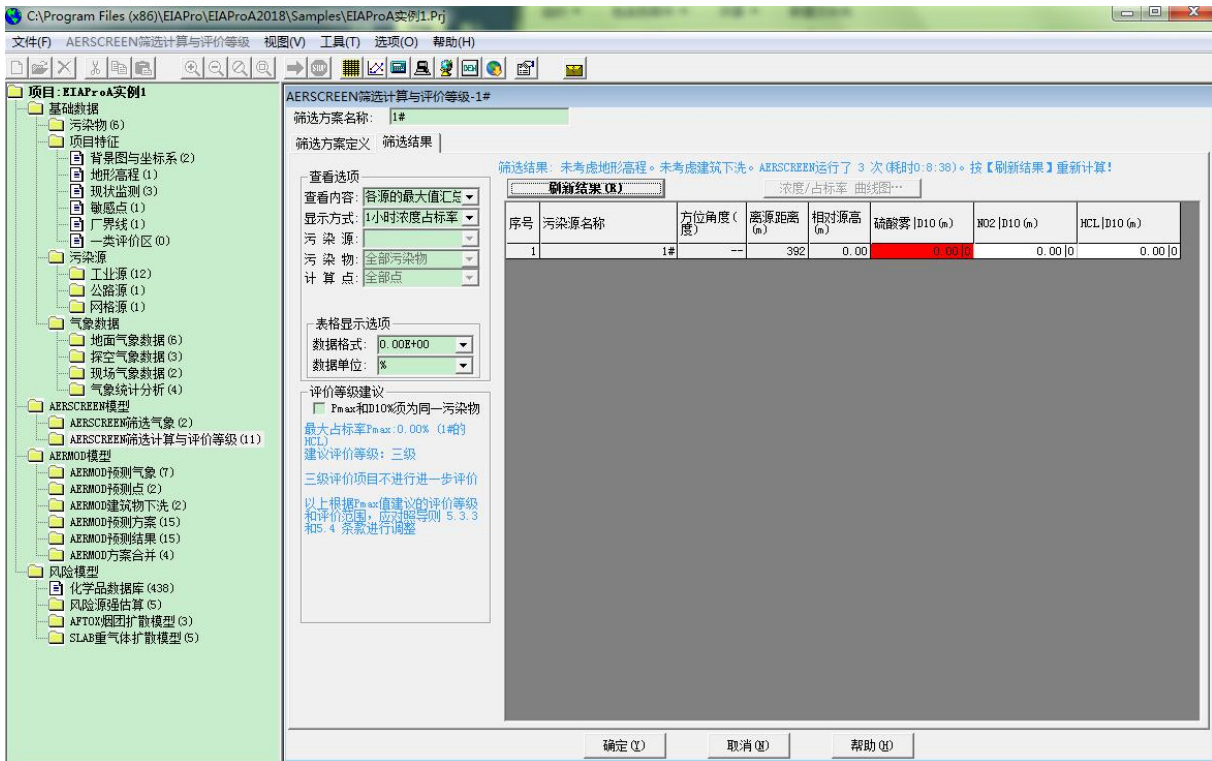 C:\Program Files (x86)\EIAPro\EIAProA2018\Samples\EIAProA实例1.Prj
文件(F) AERSCREEN筛选计算与评价等级 视图(V) 工具(T) 选项(O) 帮助(H)
STOP DEM
项目:EIAProA实例1
基础数据
污染物(6)
项目特征
背景图与坐标系(2)
地形高程(1)
现状监测(3)
敏感点(1)
厂界线(1)
一类评价区(0)
污染源
工业源(12)
公路源(1)
网格源(1)
气象数据
地面气象数据(6)
探空气象数据(3)
现场气象数据(2)
气象统计分析(4)
AERSCREEN模型
AERSCREEN筛选气象(2)
AERSCREEN筛选计算与评价等级(11)
AERMOD模型
AERMOD预测气象(7)
AERMOD预测点(2)
AERMOD建筑物下洗(2)
AERMOD预测方案(15)
AERMOD预测结果(15)
AERMOD方案合并(4)
风险模型
化学品数据库(438)
风险源强估算(5)
AFTOX烟团扩散模型(3)
SLAB重气体扩散模型(5)
AERSCREEN筛选计算与评价等级-1#
筛选方案名称: 1#
筛选方案定义 筛选结果
筛选结果: 未考虑地形高程。未考虑建筑下洗。AERSCREEN运行了 3 次(耗时0:8:38)。按【刷新结果】重新计算!
刷新结果(R) 浓度/占标率 曲线图…
查看选项
查看内容: 各源的最大值汇总
显示方式: 1小时浓度占标率
污 染 源:
污 染 物: 全部污染物
计 算 点: 全部点
表格显示选项
数据格式: 0.00E+00
数据单位: %
评价等级建议
Pmax和D10%须为同一污染物
最大占标率Pmax:0.00% (1#的
HCL)
建议评价等级: 三级
三级评价项目不进行进一步评价
以上根据Pmax值建议的评价等级
和评价范围,应对照导则 5.3.3
和5.4 条款进行调整
序号 污染源名称 方位角度(度) 离源距离(m) 相对源高(m) 硫酸雾|D10(m) NO2|D10(m) HCL|D10(m)
1 1# -- 392 0.00 0.00|0 0.00|0 0.00|0
确定(Y) 取消(N) 帮助(H)